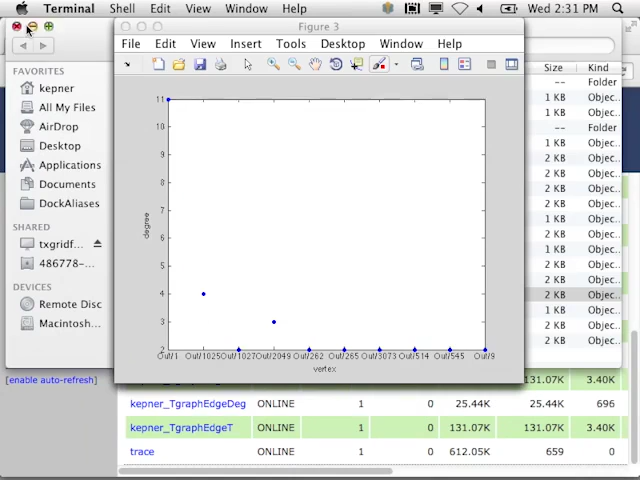 Terminal Shell Edit View Window Help Wed 2:31 PM
Figure 3
File Edit View Insert Tools Desktop Window Help
FAVORITES
kepner
All My Files
AirDrop
Desktop
Applications
Documents
DockAliases
SHARED
txgridf...
486778-...
DEVICES
Remote Disc
Macintosh...
Size Kind
-- Folder
1 KB Objec...
1 KB Objec...
-- Folder
1 KB Objec...
2 KB Objec...
2 KB Objec...
2 KB Objec...
1 KB Objec...
2 KB Objec...
1 KB Objec...
2 KB Objec...
2 KB Objec...
2 KB Objec...
1 KB Objec...
2 KB Objec...
2 KB Objec...
11
10
9
8
7
6
5
4
3
2
degree
Out/1 Out/1025 Out/1027 Out/2049 Out/262 Out/265 Out/3073 Out/514 Out/545 Out/9
vertex
[enable auto-refresh]
131.07K 3.40K
kepner_TgraphEdgeDeg ONLINE 1 0 25.44K 25.44K 696
kepner_TgraphEdgeT ONLINE 1 0 131.07K 131.07K 3.40K
trace ONLINE 1 0 612.05K 659 0